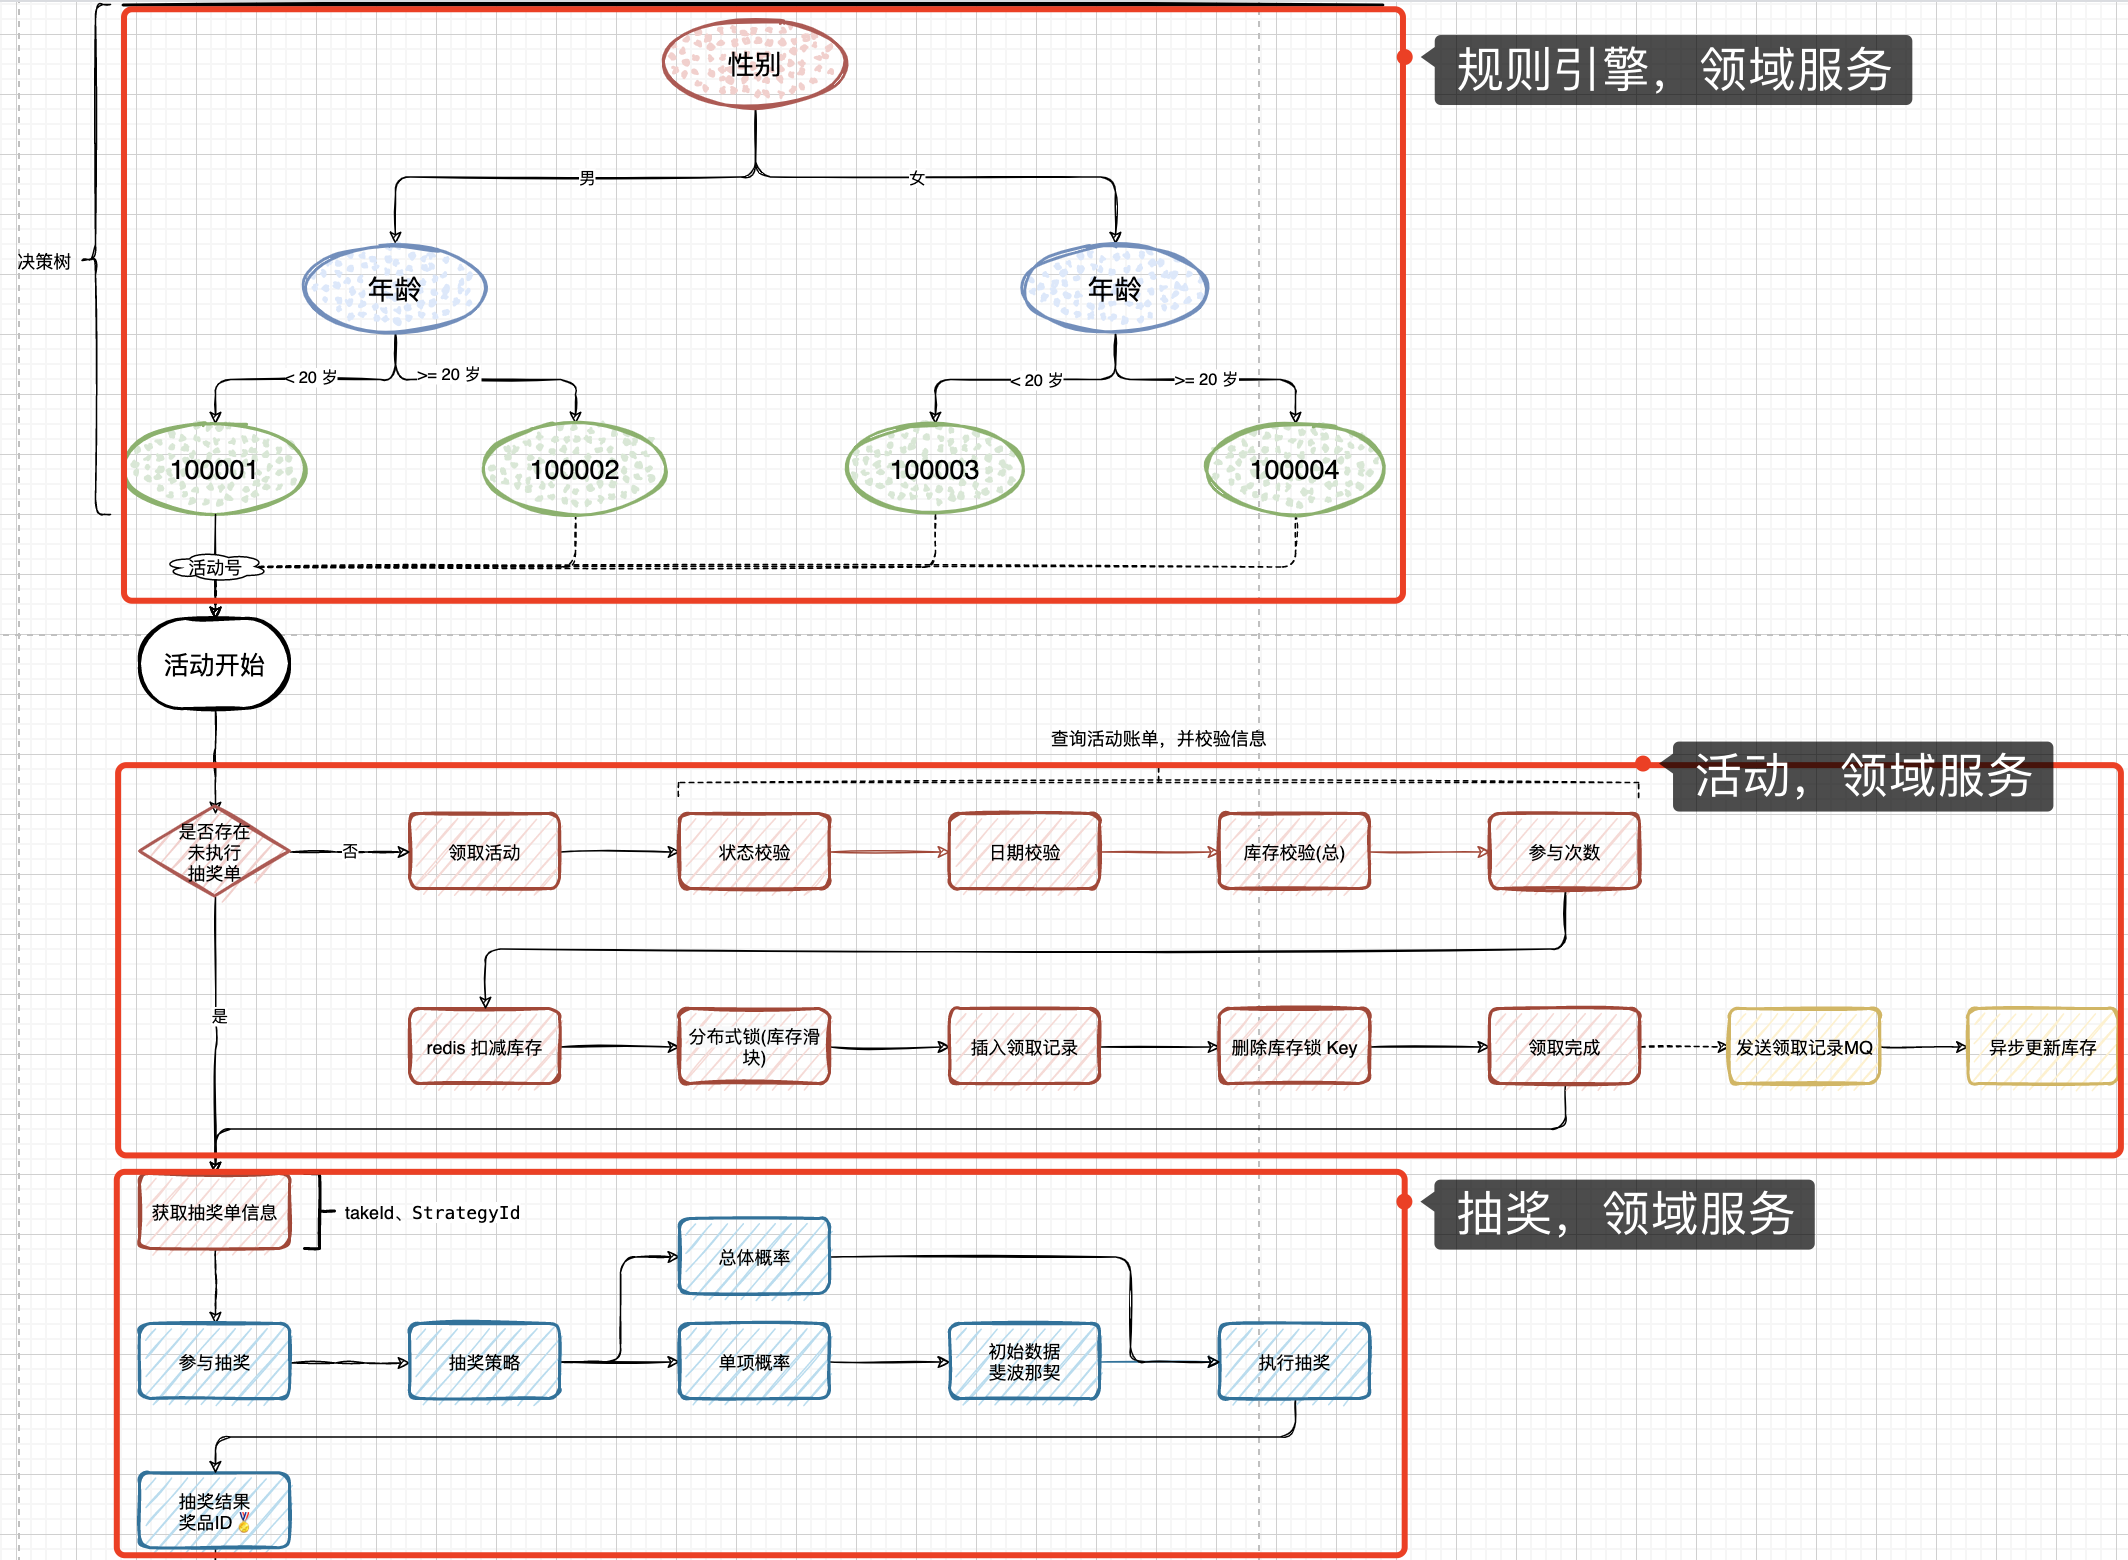 规则引擎，领域服务
性别
男
女
决策树
年龄
年龄
< 20 岁
>= 20 岁
< 20 岁
>= 20 岁
100001
100002
100003
100004
活动号
活动开始
查询活动账单，并校验信息
活动，领域服务
是否存在
未执行
抽奖单
否
领取活动
状态校验
日期校验
库存校验(总)
参与次数
是
redis 扣减库存
分布式锁(库存滑
块)
插入领取记录
删除库存锁 Key
领取完成
发送领取记录MQ
异步更新库存
抽奖，领域服务
获取抽奖单信息
takeId、StrategyId
总体概率
参与抽奖
抽奖策略
单项概率
初始数据
斐波那契
执行抽奖
抽奖结果
奖品ID🏅